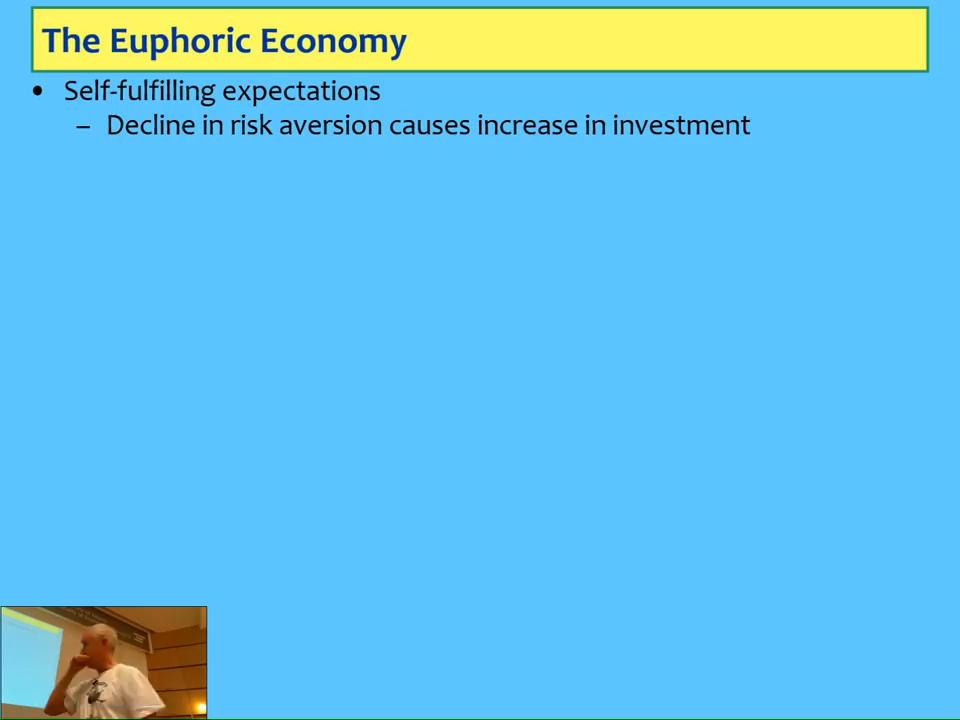 The Euphoric Economy
• Self-fulfilling expectations
– Decline in risk aversion causes increase in investment